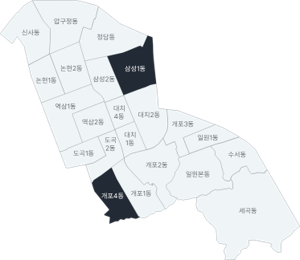 압구정동
신사동
청담동
논현2동
삼성1동
논현1동
삼성2동
역삼1동
대치
4동
대치2동
역삼2동
개포3동
대치
1동
일원1동
도곡
2동
도곡1동
수서동
개포2동
일원본동
개포4동
개포1동
세곡동